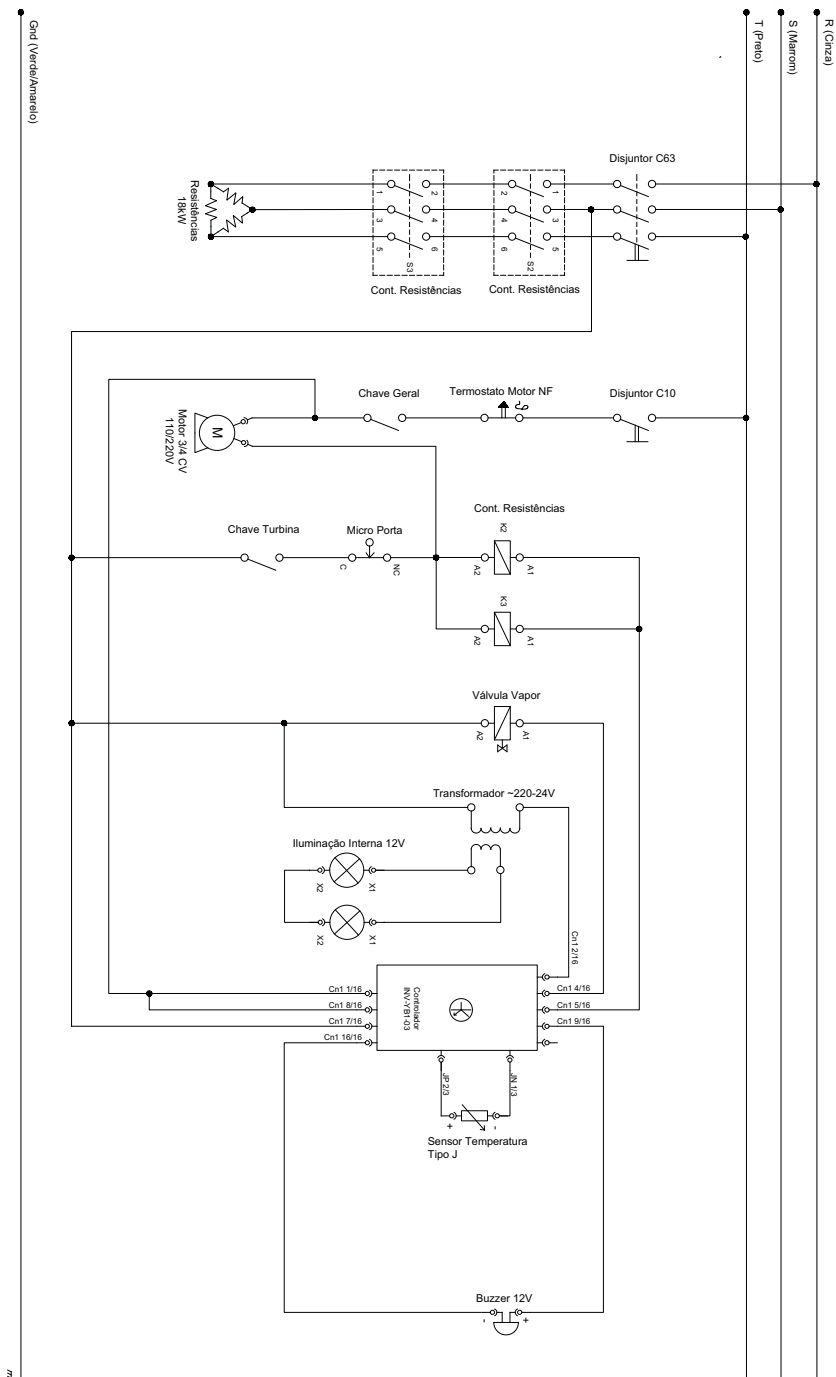 R (Cinza)
S (Marrom)
T (Preto)
Gnd (Verde/Amarelo)
Disjuntor C63
Resistências
18kW
1
2
2
1
3
4
4
3
5
6
6
5
S3
S2
Cont. Resistências
Cont. Resistências
Chave Geral
Termostato Motor NF
Disjuntor C10
M
Motor 3/4 CV
110/220V
Cont. Resistências
K2
A2
A1
Chave Turbina
Micro Porta
C
NC
K3
A2
A1
Válvula Vapor
A2
A1
Transformador ~220-24V
Iluminação Interna 12V
X2
X1
X2
X1
Cn1 2/16
Cn1 1/16
Cn1 8/16
Cn1 7/16
Cn1 16/16
Controlador
INV-YB1-03
Cn1 4/16
Cn1 5/16
Cn1 9/16
JP 2/3
JN 1/3
+
-
Sensor Temperatura
Tipo J
Buzzer 12V
-
+